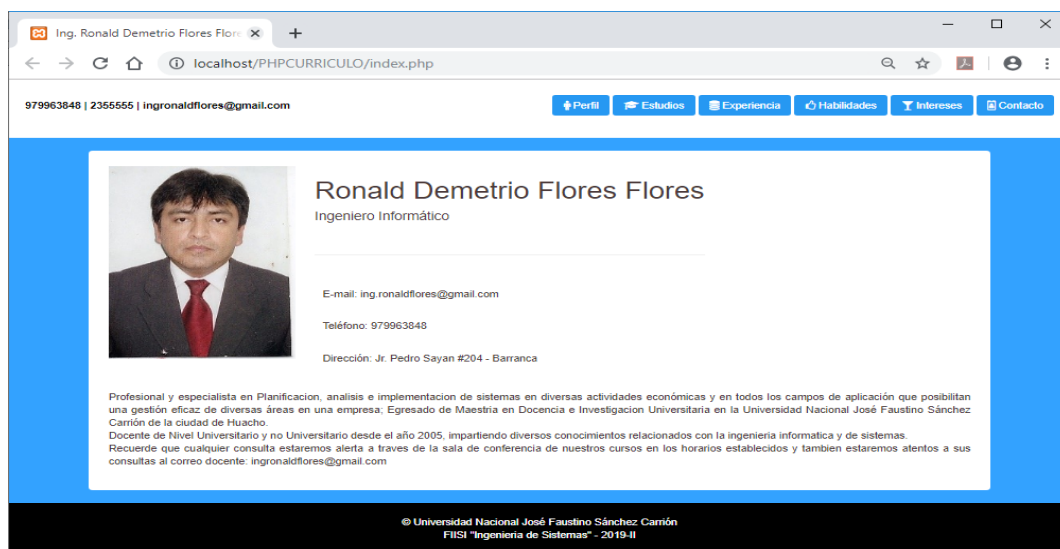 Ing. Ronald Demetrio Flores Flore
localhost/PHPCURRICULO/index.php
979963848 | 2355555 | ingronaldflores@gmail.com
Perfil
Estudios
Experiencia
Habilidades
Intereses
Contacto
Ronald Demetrio Flores Flores
Ingeniero Informático
E-mail: ing.ronaldflores@gmail.com
Teléfono: 979963848
Dirección: Jr. Pedro Sayan #204 - Barranca
Profesional y especialista en Planificacion, analisis e implementacion de sistemas en diversas actividades económicas y en todos los campos de aplicación que posibilitan
una gestión eficaz de diversas áreas en una empresa; Egresado de Maestria en Docencia e Investigacion Universitaria en la Universidad Nacional José Faustino Sánchez
Carrión de la ciudad de Huacho.
Docente de Nivel Universitario y no Universitario desde el año 2005, impartiendo diversos conocimientos relacionados con la ingenieria informatica y de sistemas.
Recuerde que cualquier consulta estaremos alerta a traves de la sala de conferencia de nuestros cursos en los horarios establecidos y tambien estaremos atentos a sus
consultas al correo docente: ingronaldflores@gmail.com
© Universidad Nacional José Faustino Sánchez Carrión
FIISI "Ingenieria de Sistemas" - 2019-II